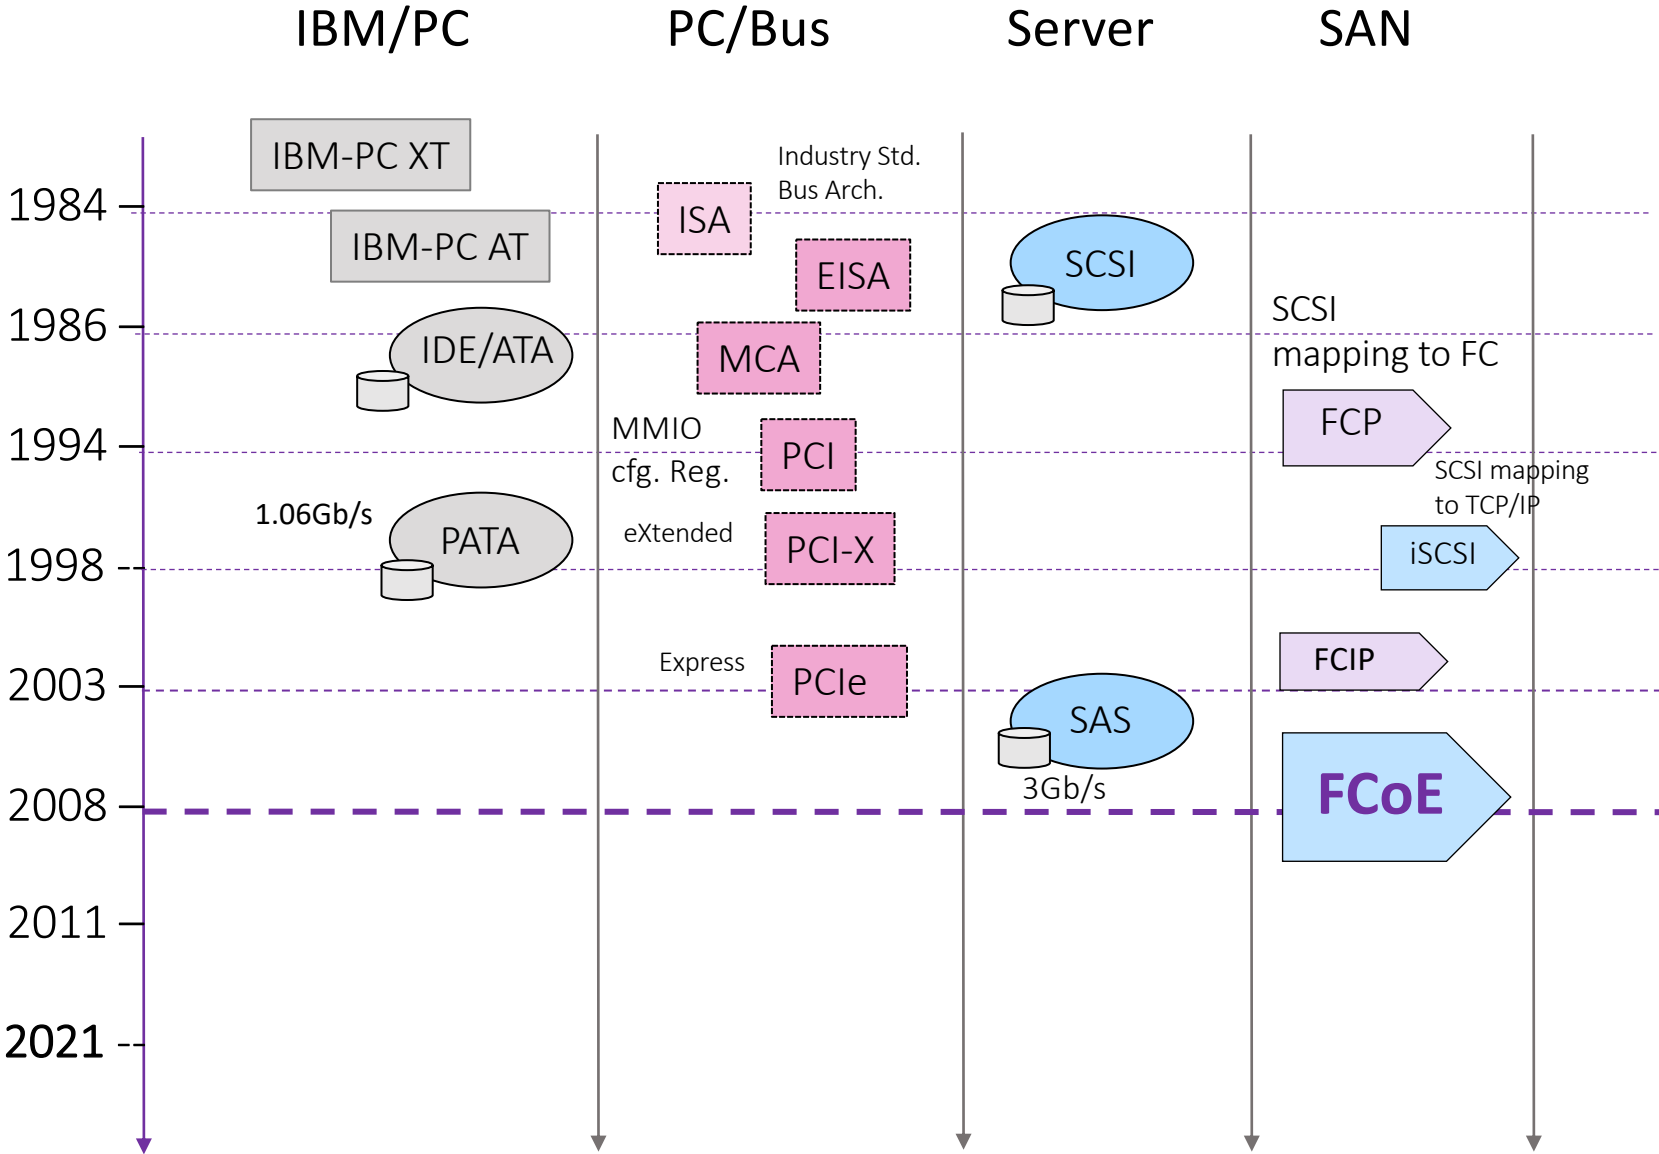 IBM/PC
PC/Bus
Server
SAN
IBM-PC XT
Industry Std.
Bus Arch.
1984
ISA
IBM-PC AT
EISA
SCSI
1986
SCSI
mapping to FC
IDE/ATA
MCA
FCP
1994
MMIO
cfg. Reg.
PCI
SCSI mapping
to TCP/IP
1.06Gb/s
PATA
eXtended
PCI-X
iSCSI
1998
Express
PCIe
FCIP
2003
SAS
3Gb/s
FCoE
2008
2011
2021